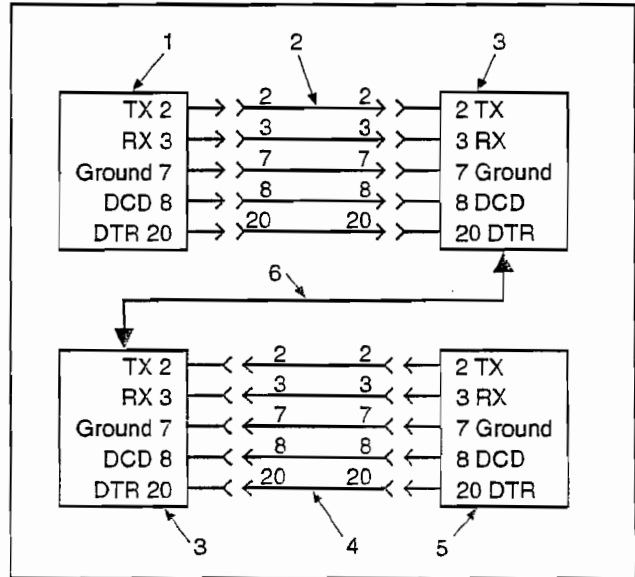 1 2 3
TX 2 2 2 2 TX
RX 3 3 3 3 RX
Ground 7 7 7 7 Ground
DCD 8 8 8 8 DCD
DTR 20 20 20 20 DTR
6
TX 2 2 2 2 TX
RX 3 3 3 3 RX
Ground 7 7 7 7 Ground
DCD 8 8 8 8 DCD
DTR 20 20 20 20 DTR
3 4 5